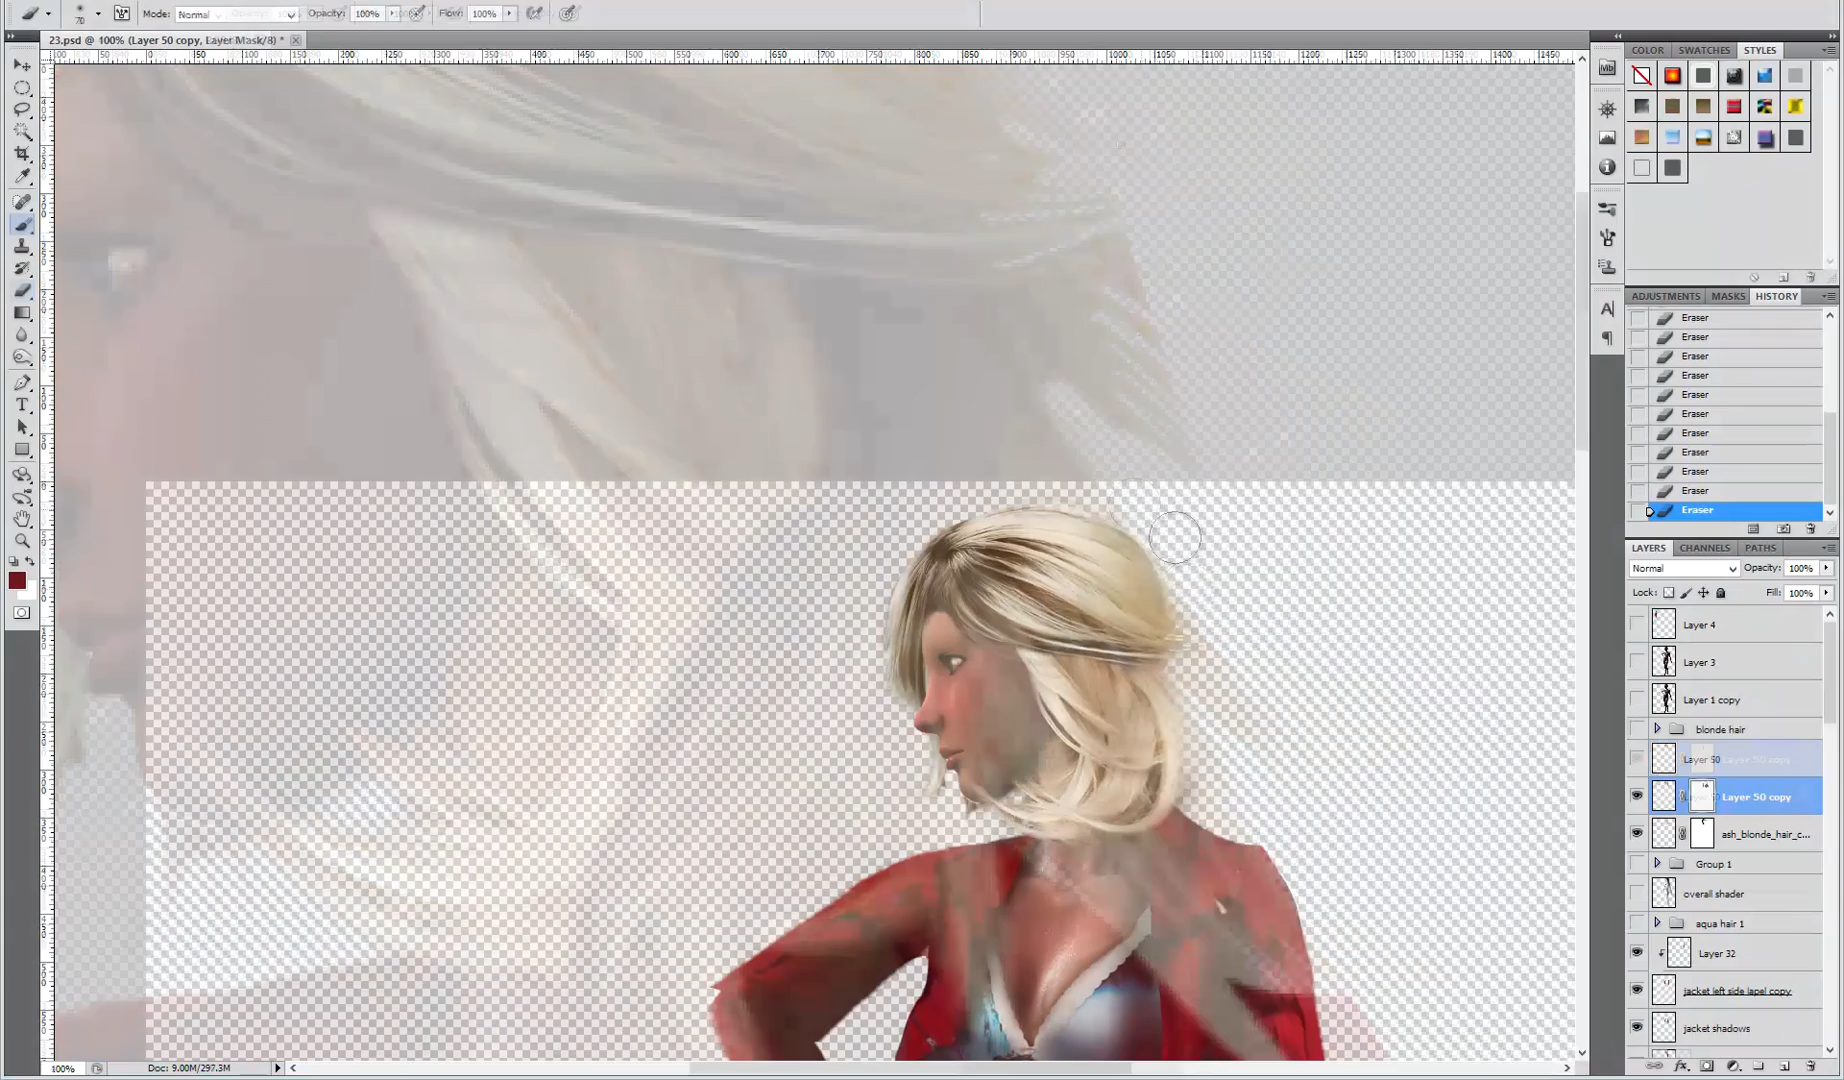 70
Mode: Normal
Opacity: 100%
Flow: 100%
23.psd @ 100% (Layer 50 copy, Layer Mask/8) *
COLOR SWATCHES STYLES
ADJUSTMENTS MASKS HISTORY
Eraser
Eraser
Eraser
Eraser
Eraser
Eraser
Eraser
Eraser
Eraser
Eraser
Eraser
LAYERS CHANNELS PATHS
Normal Opacity: 100%
Lock: Fill: 100%
Layer 4
Layer 3
Layer 1 copy
blonde hair
Layer 50
Layer 50 copy
ash_blonde_hair_c...
Group 1
overall shader
aqua hair 1
Layer 32
jacket left side lapel copy
jacket shadows
100% Doc: 9.00M/297.3M